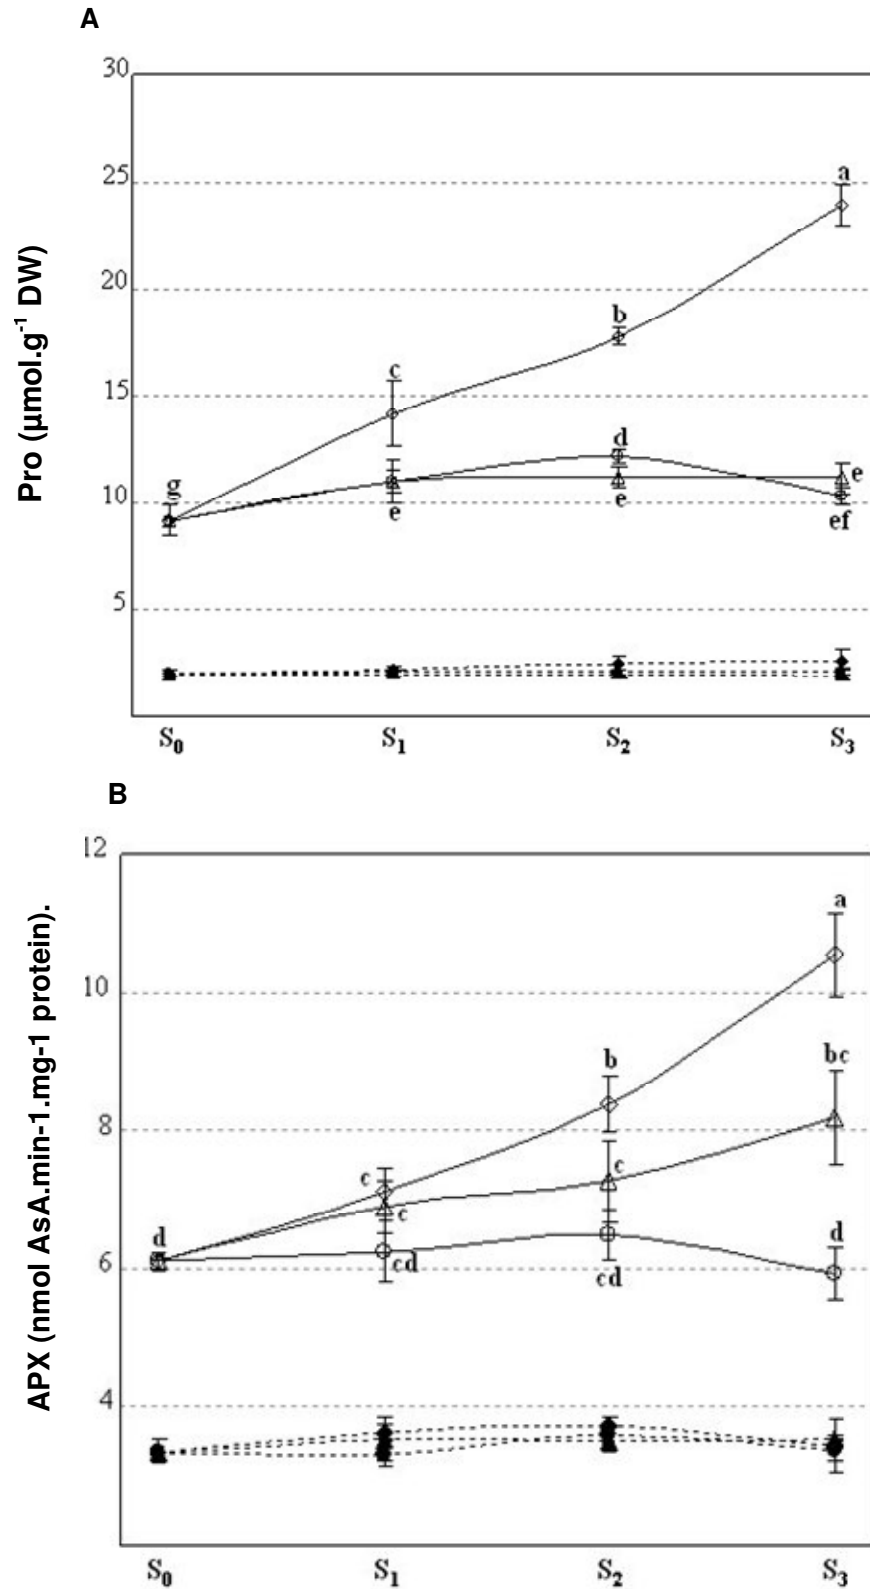 A
30
25
20
15
10
5
Pro (µmol.g⁻¹ DW)
a
b
c
d
g
e
e
e
ef
S₀ S₁ S₂ S₃
B
12
10
8
6
4
APX (nmol AsA.min-1.mg-1 protein).
a
b
bc
c
c
c
d
d
cd
cd
S₀ S₁ S₂ S₃